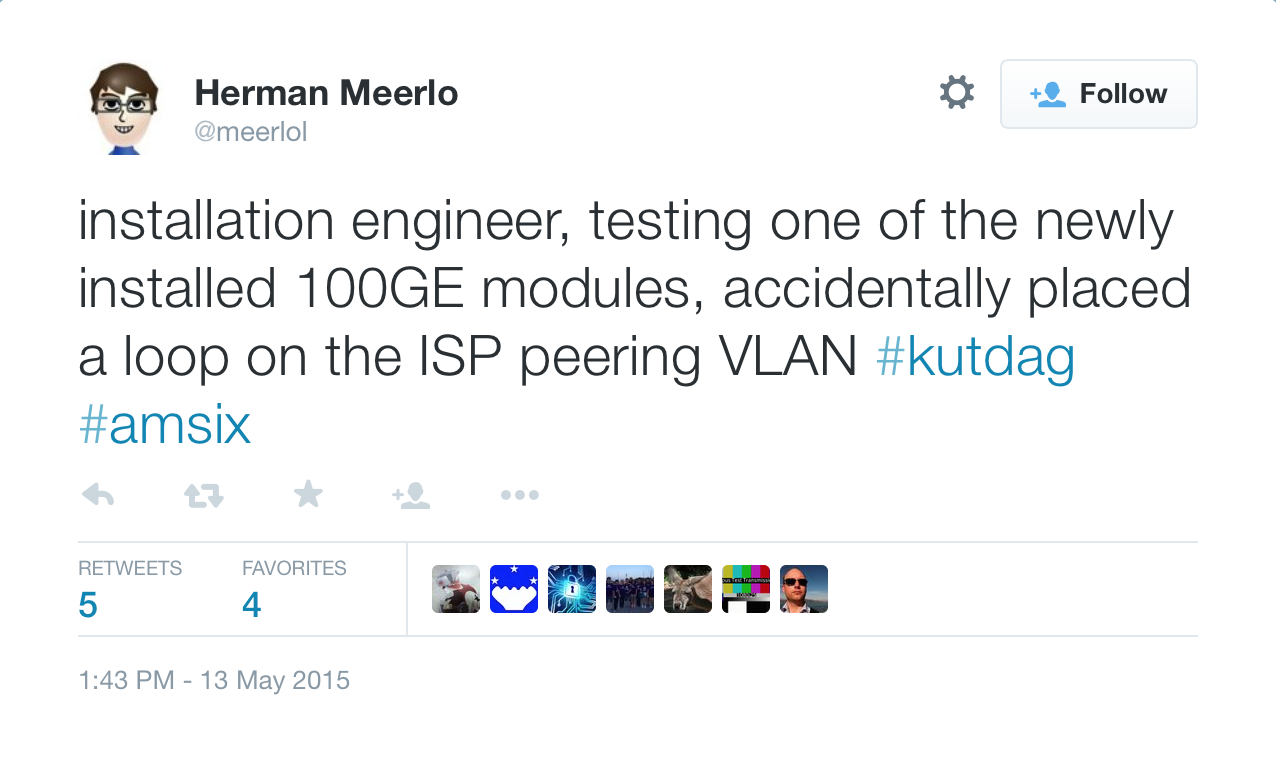 Herman Meerlo
@meerlol
Follow
installation engineer, testing one of the newly
installed 100GE modules, accidentally placed
a loop on the ISP peering VLAN #kutdag
#amsix
RETWEETS
5
FAVORITES
4
1:43 PM - 13 May 2015